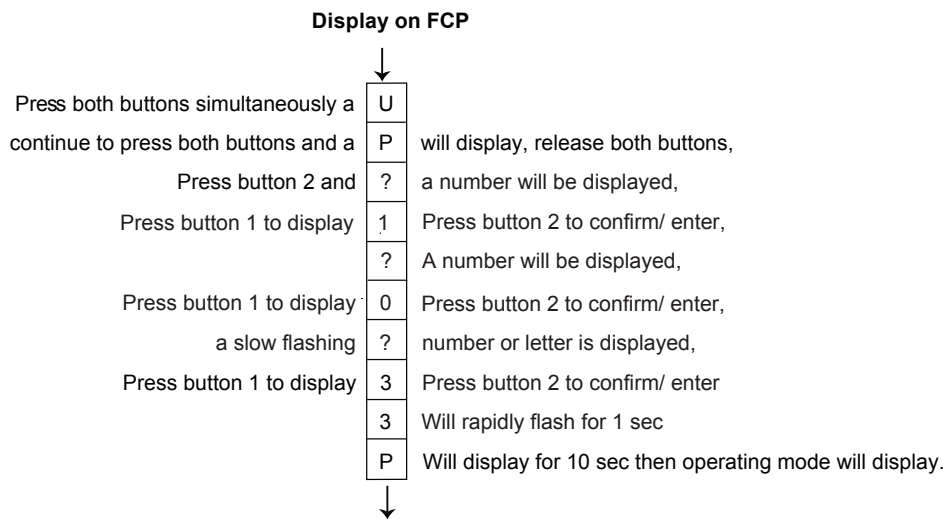 Display on FCP
Press both buttons simultaneously a U
continue to press both buttons and a P will display, release both buttons,
Press button 2 and ? a number will be displayed,
Press button 1 to display 1 Press button 2 to confirm/ enter,
? A number will be displayed,
Press button 1 to display 0 Press button 2 to confirm/ enter,
a slow flashing ? number or letter is displayed,
Press button 1 to display 3 Press button 2 to confirm/ enter
3 Will rapidly flash for 1 sec
P Will display for 10 sec then operating mode will display.